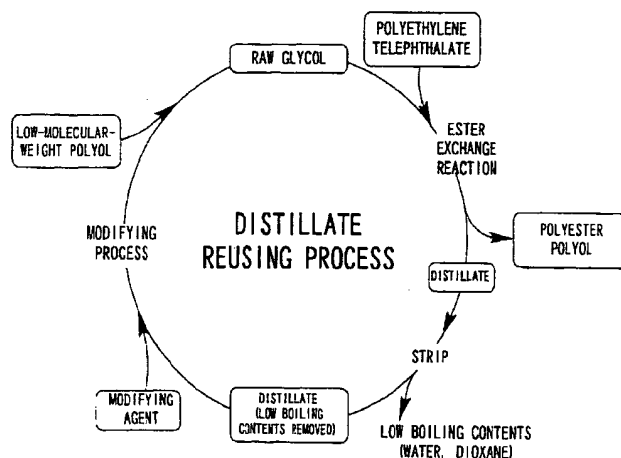 POLYETHYLENE
TELEPHTHALATE
RAW GLYCOL
LOW-MOLECULAR-
WEIGHT POLYOL
ESTER
EXCHANGE
REACTION
DISTILLATE
REUSING PROCESS
MODIFYING
PROCESS
POLYESTER
POLYOL
DISTILLATE
STRIP
MODIFYING
AGENT
DISTILLATE
(LOW BOILING
CONTENTS REMOVED)
LOW BOILING CONTENTS
(WATER, DIOXANE)